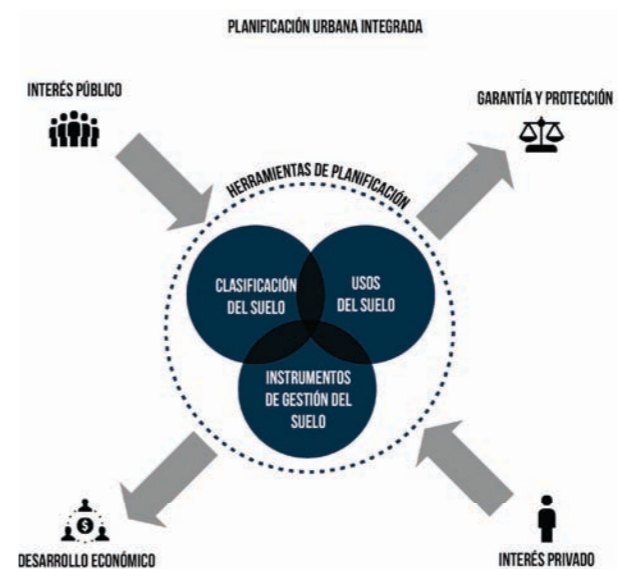 PLANIFICACIÓN URBANA INTEGRADA
INTERÉS PÚBLICO
GARANTÍA Y PROTECCIÓN
HERRAMIENTAS DE PLANIFICACIÓN
CLASIFICACIÓN
DEL SUELO
USOS
DEL SUELO
INSTRUMENTOS
DE GESTIÓN DEL
SUELO
$
DESARROLLO ECONÓMICO
INTERÉS PRIVADO